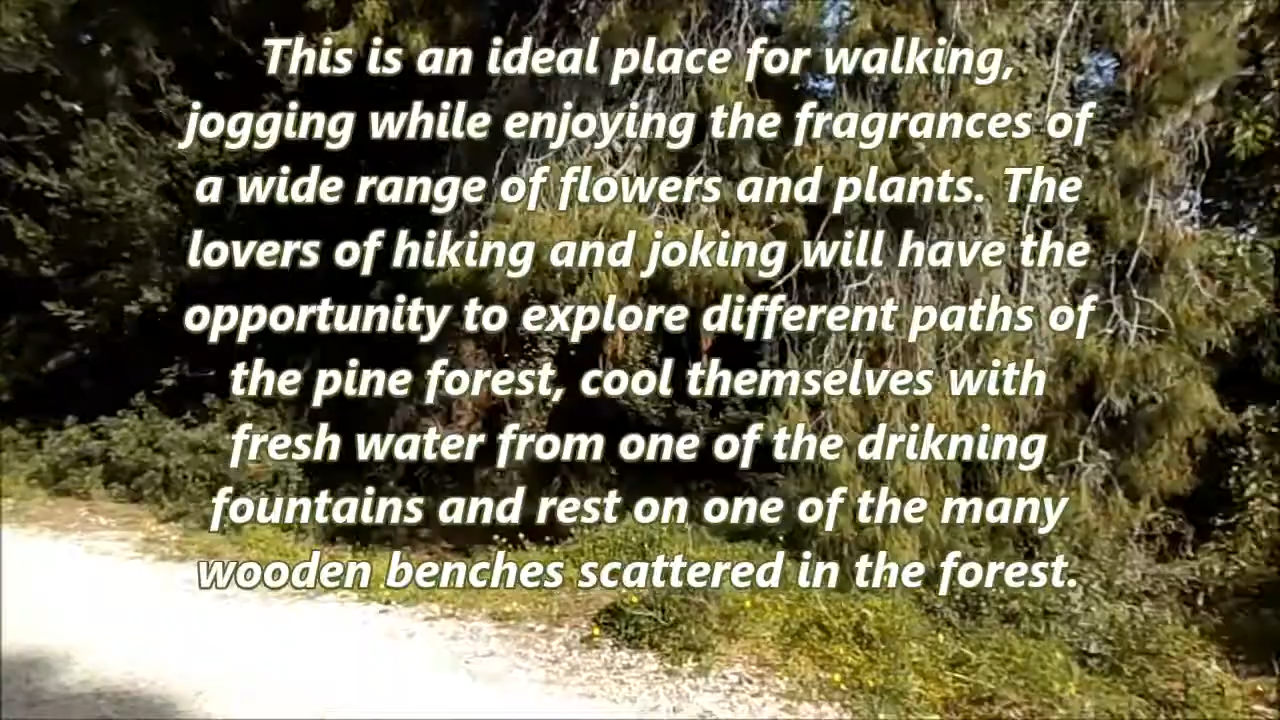 This is an ideal place for walking,
jogging while enjoying the fragrances of
a wide range of flowers and plants. The
lovers of hiking and joking will have the
opportunity to explore different paths of
the pine forest, cool themselves with
fresh water from one of the drikning
fountains and rest on one of the many
wooden benches scattered in the forest.